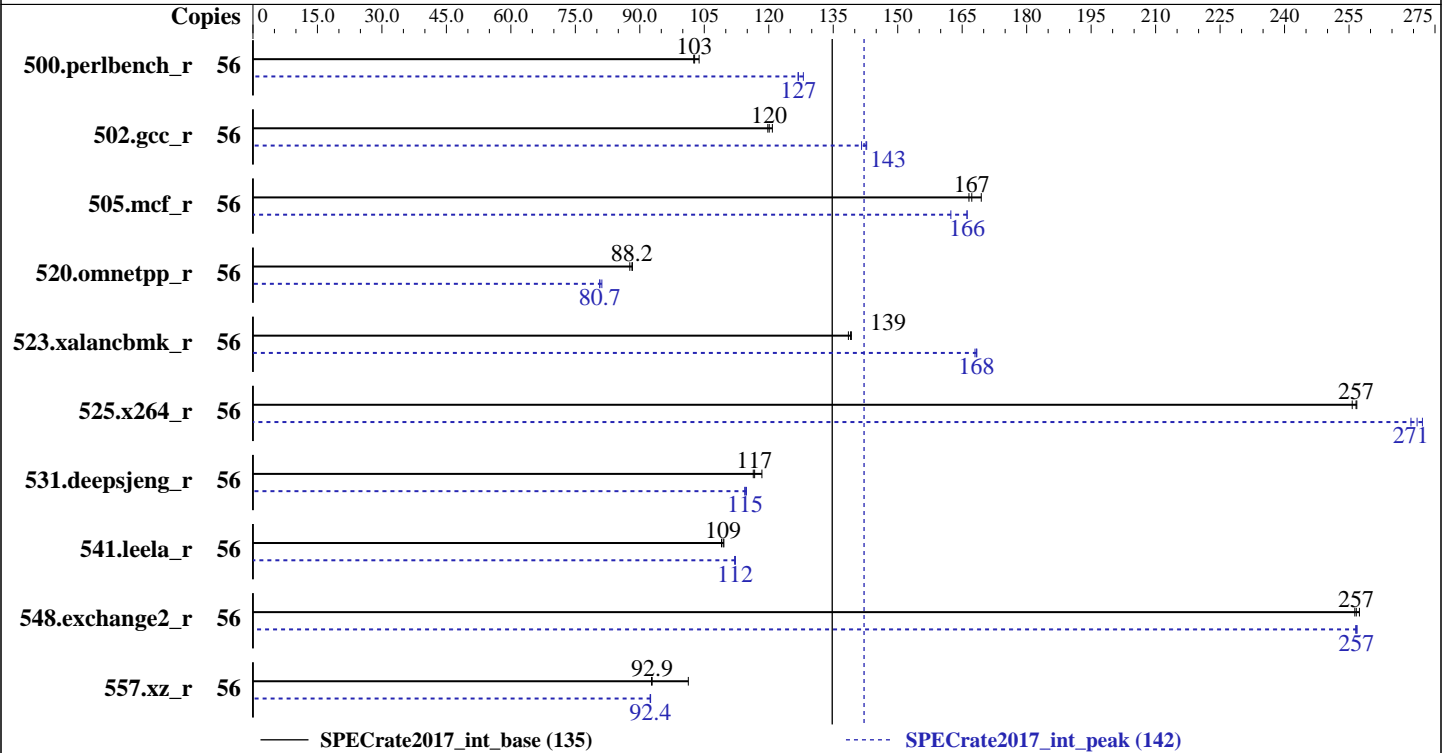 Copies 0 15.0 30.0 45.0 60.0 75.0 90.0 105 120 135 145 165 180 195 210 225 240 255 275
103
500.perlbench_r 56
127
120
502.gcc_r 56
143
167
505.mcf_r 56
166
88.2
520.omnetpp_r 56
80.7
139
523.xalancbmk_r 56
168
257
525.x264_r 56
271
117
531.deepsjeng_r 56
115
109
541.leela_r 56
112
257
548.exchange2_r 56
257
92.9
557.xz_r 56
92.4
SPECrate2017_int_base (135) SPECrate2017_int_peak (142)